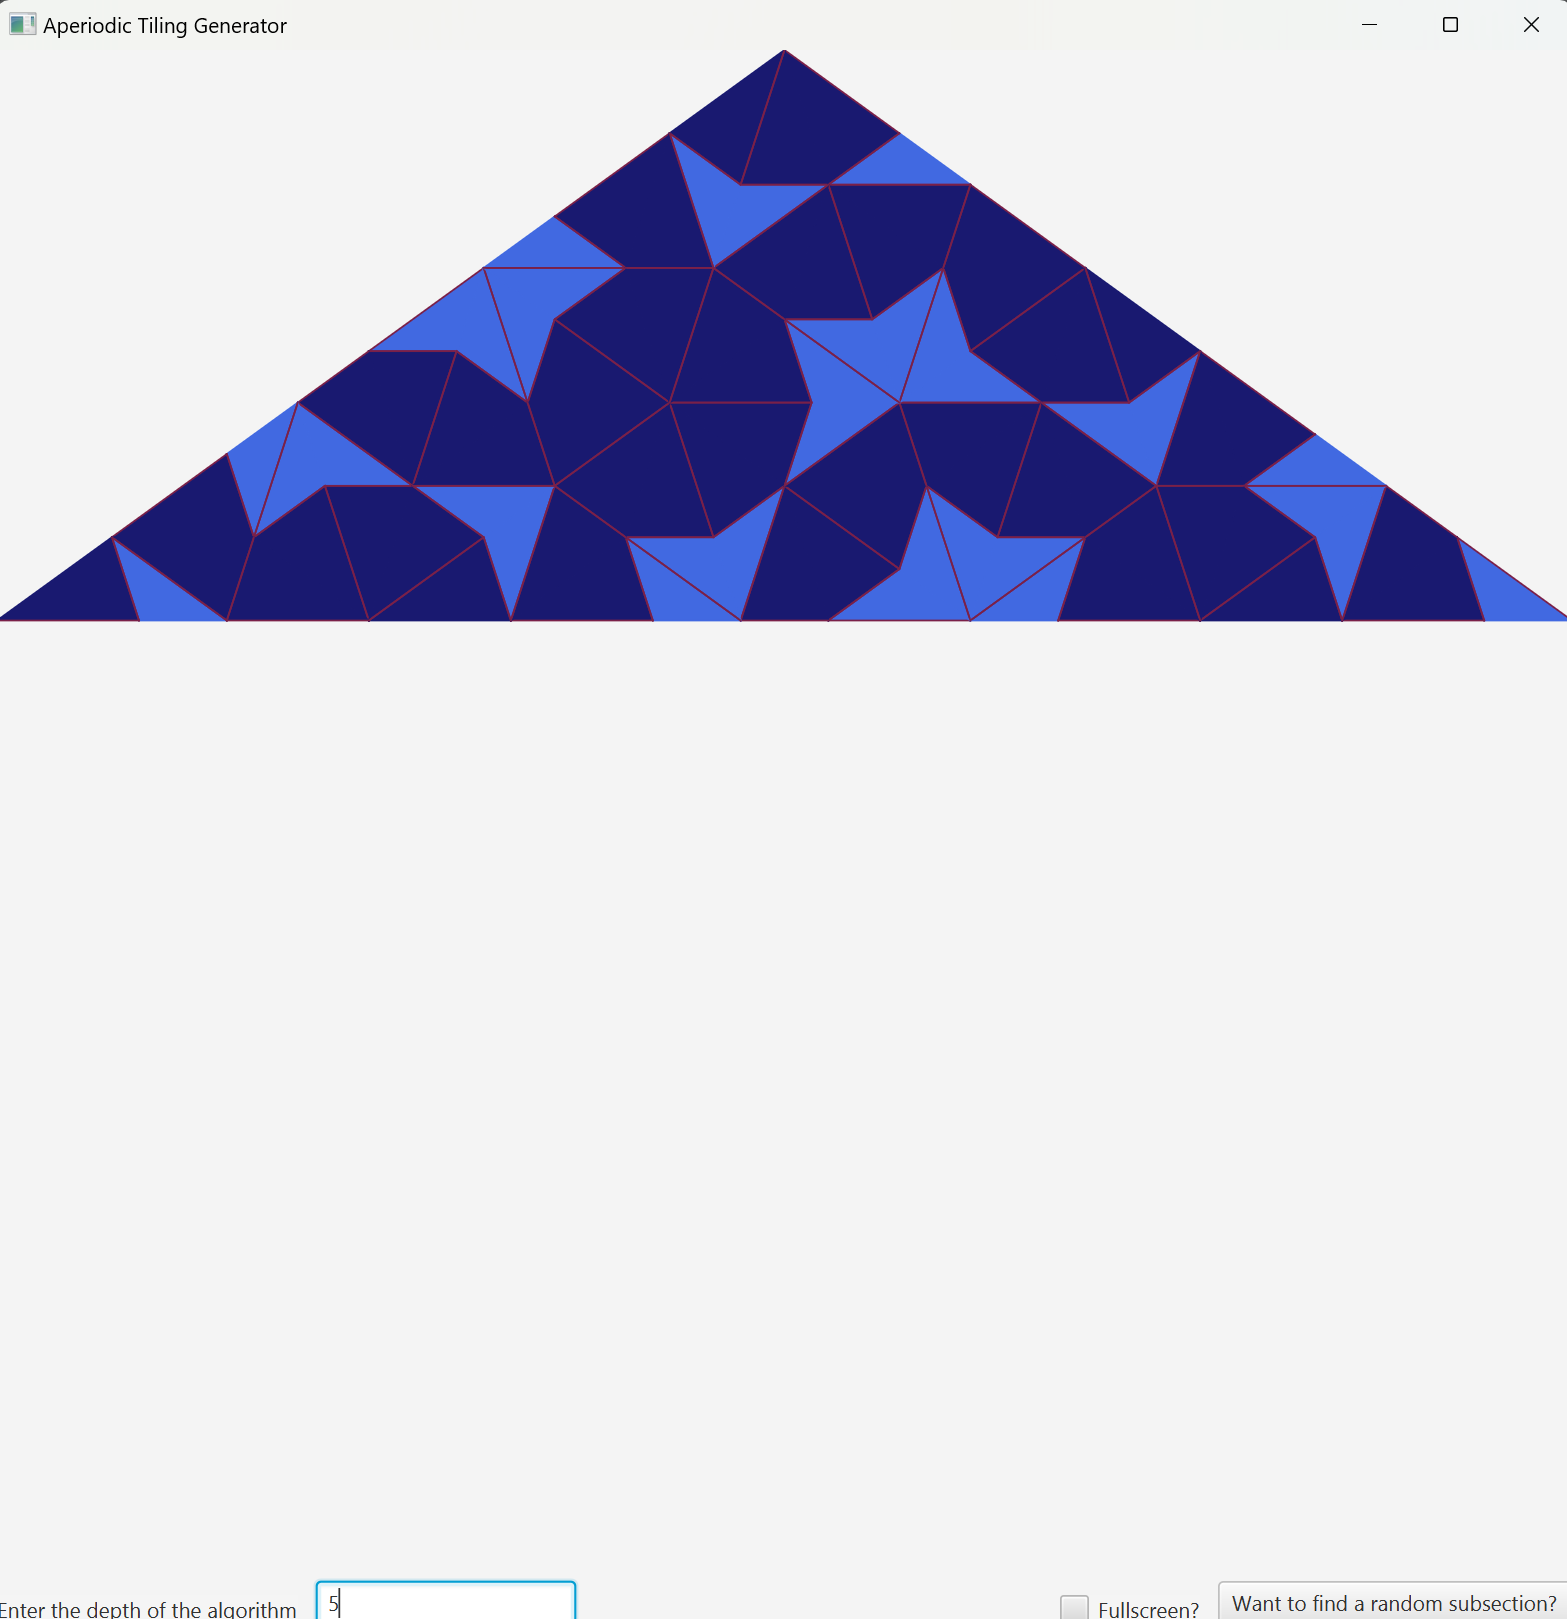 Aperiodic Tiling Generator
Enter the depth of the algorithm
5
Fullscreen?
Want to find a random subsection?